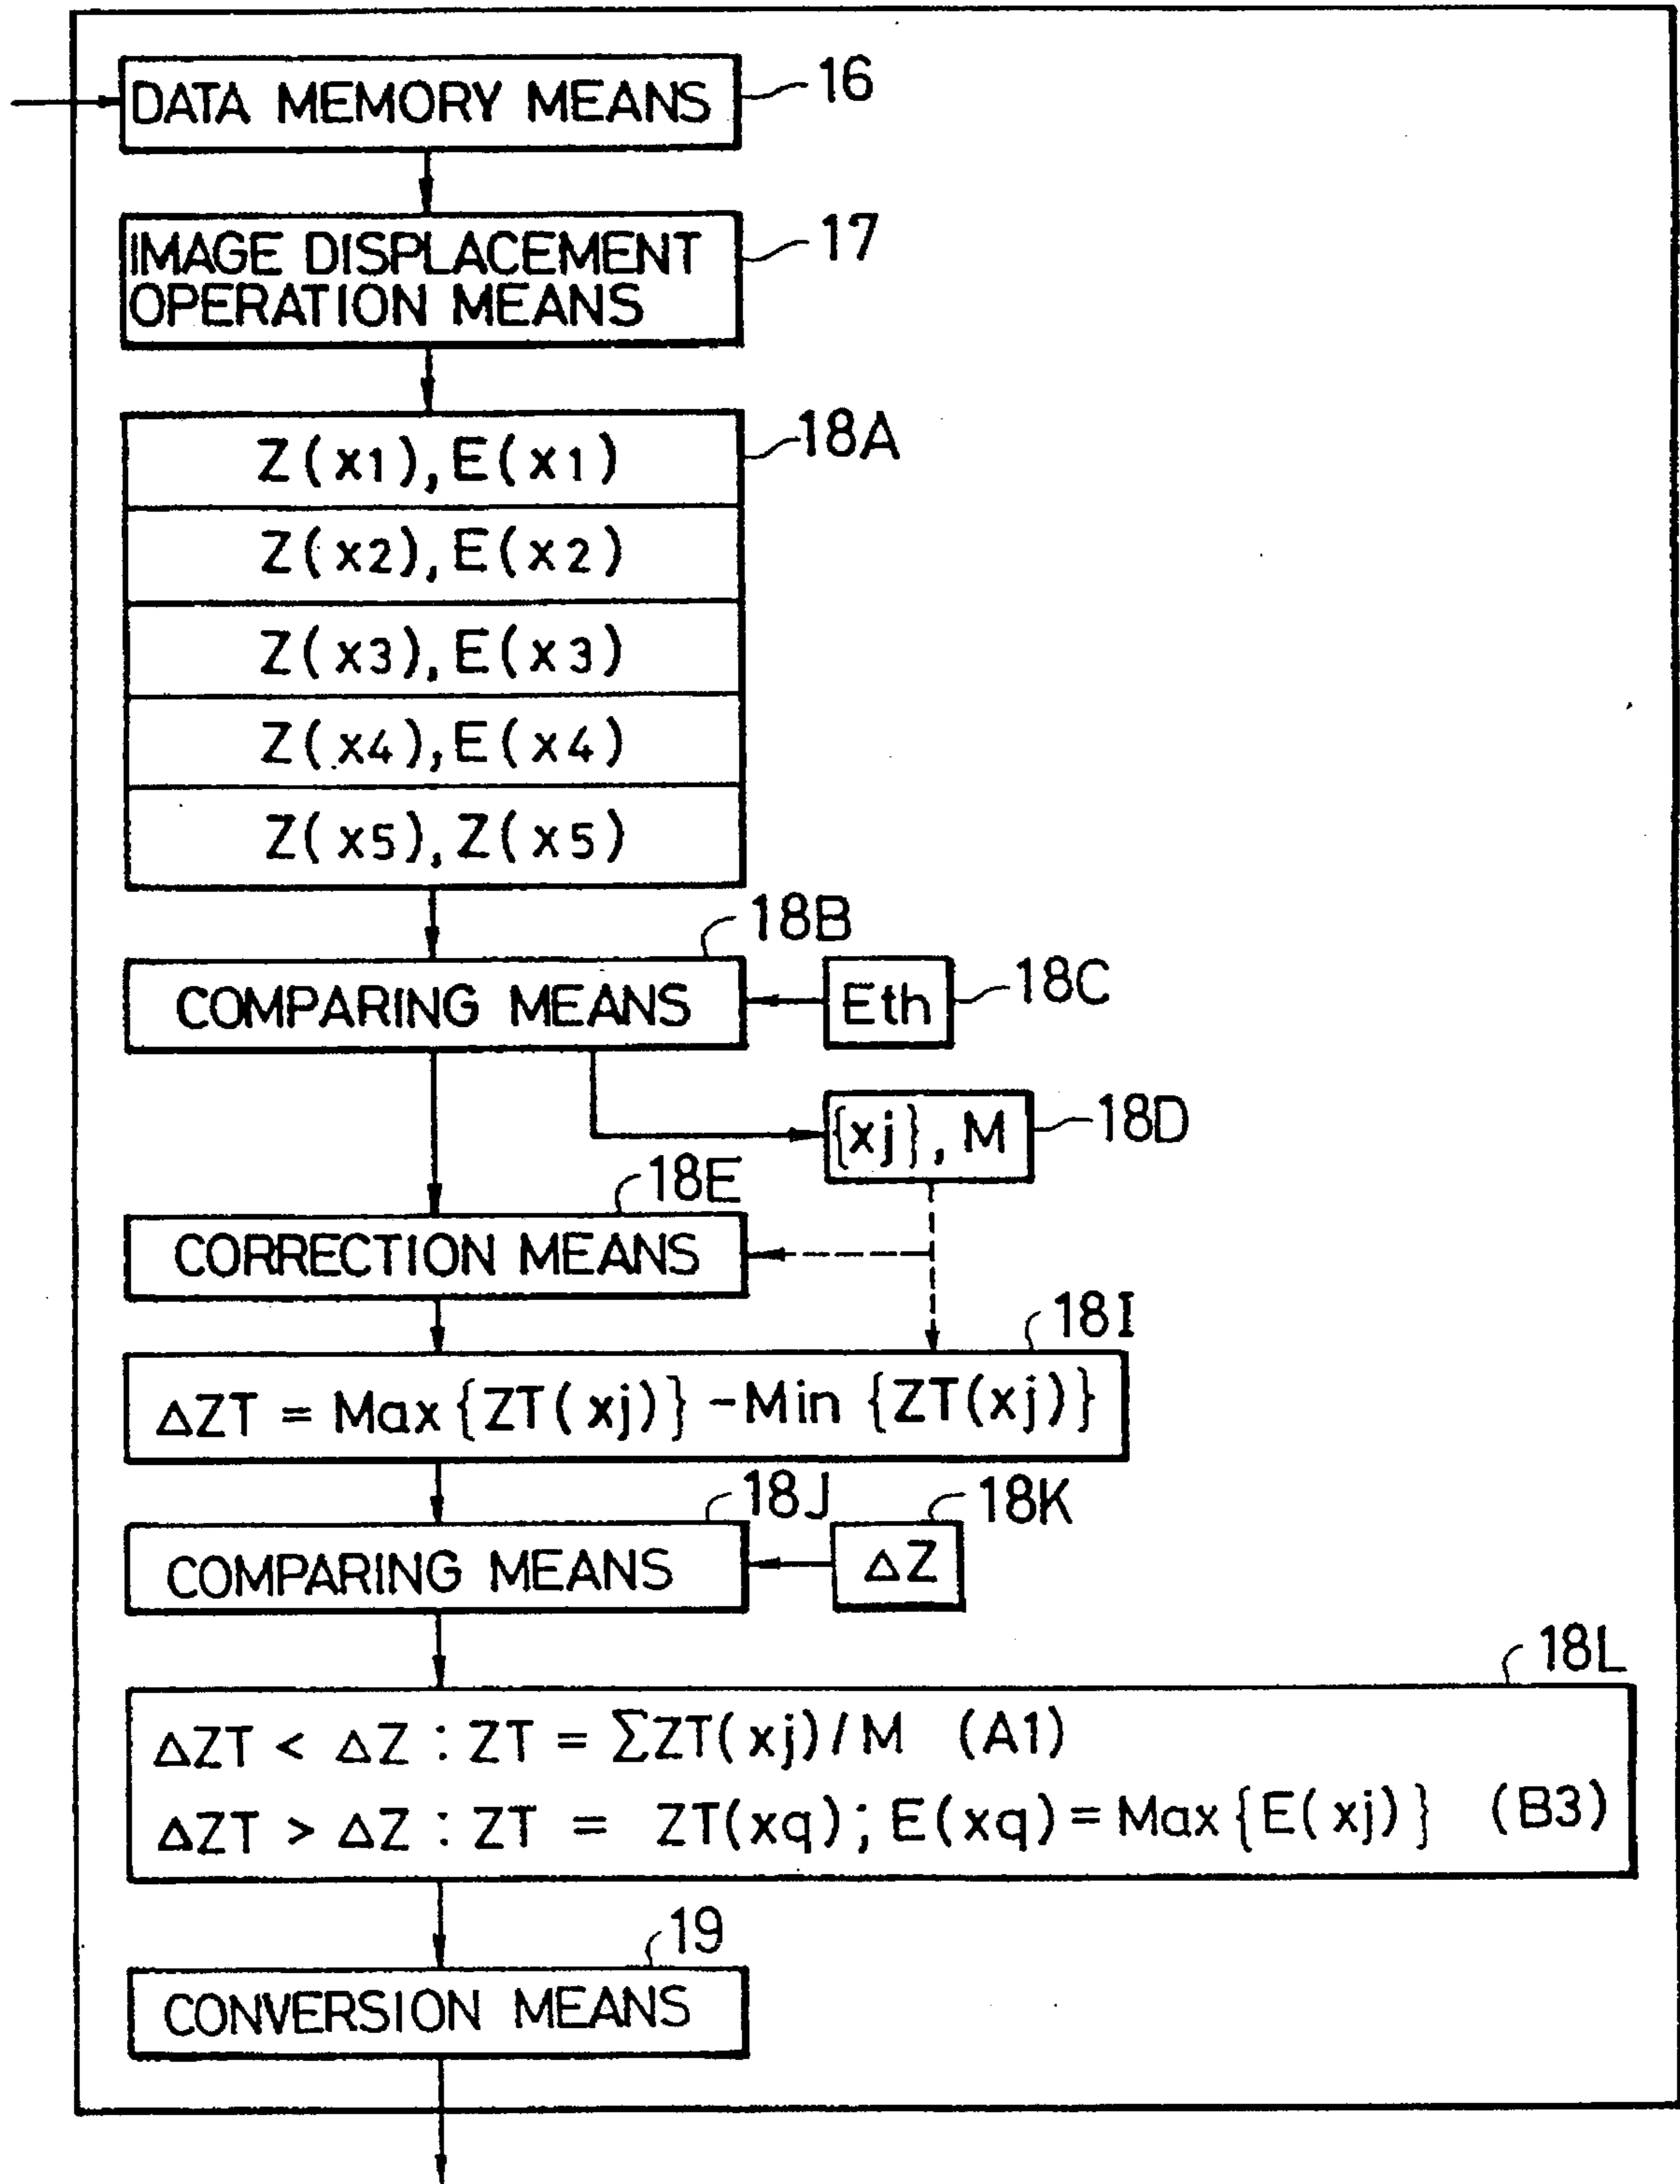 DATA MEMORY MEANS
16
IMAGE DISPLACEMENT
OPERATION MEANS
17
Z(x1), E(x1)
18A
Z(x2), E(x2)
Z(x3), E(x3)
Z(x4), E(x4)
Z(x5), Z(x5)
18B
COMPARING MEANS
Eth
18C
{xj}, M
18D
18E
CORRECTION MEANS
18I
ΔZT = Max {ZT(xj)} - Min {ZT(xj)}
18J
18K
COMPARING MEANS
ΔZ
18L
ΔZT < ΔZ : ZT = ΣZT(xj)/M (A1)
ΔZT > ΔZ : ZT = ZT(xq); E(xq) = Max{E(xj)} (B3)
19
CONVERSION MEANS